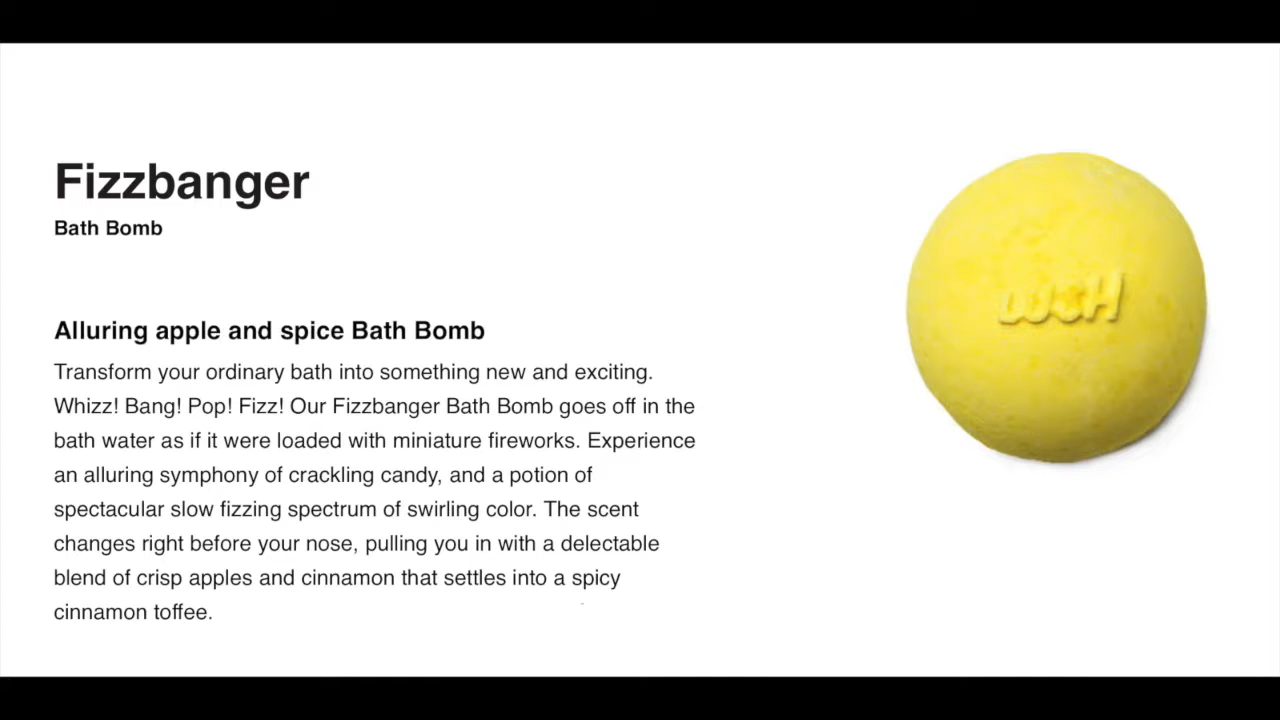 Fizzbanger
Bath Bomb
Alluring apple and spice Bath Bomb
Transform your ordinary bath into something new and exciting.
Whizz! Bang! Pop! Fizz! Our Fizzbanger Bath Bomb goes off in the
bath water as if it were loaded with miniature fireworks. Experience
an alluring symphony of crackling candy, and a potion of
spectacular slow fizzing spectrum of swirling color. The scent
changes right before your nose, pulling you in with a delectable
blend of crisp apples and cinnamon that settles into a spicy
cinnamon toffee.